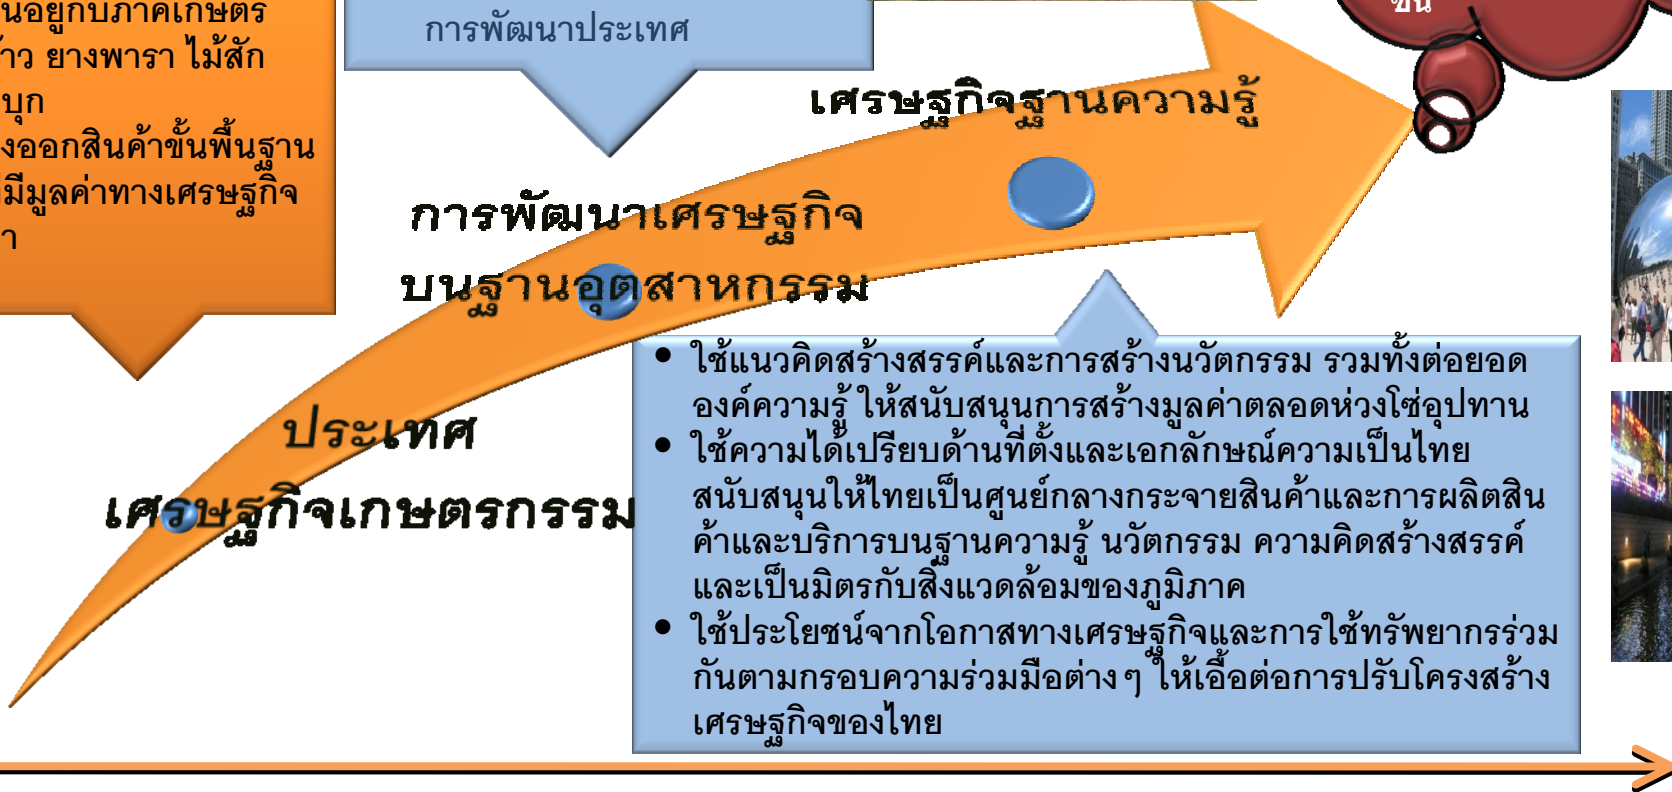 นอยู่กับภาคเกษตร
ยางพารา ไม้สัก
งออกสินค้าขั้นพื้นฐาน
มีมูลค่าทางเศรษฐกิจ
การพัฒนาประเทศ
ขึ้น
เศรษฐกิจฐานความรู้
การพัฒนาเศรษฐกิจ
บนฐานอุตสาหกรรม
ประเทศ
เศรษฐกิจเกษตรกรรม
• ใช้แนวคิดสร้างสรรค์และการสร้างนวัตกรรม รวมทั้งต่อยอด
องค์ความรู้ ให้สนับสนุนการสร้างมูลค่าตลอดห่วงโซ่อุปทาน
• ใช้ความได้เปรียบด้านที่ตั้งและเอกลักษณ์ความเป็นไทย
สนับสนุนให้ไทยเป็นศูนย์กลางกระจายสินค้าและการผลิตสิน
ค้าและบริการบนฐานความรู้ นวัตกรรม ความคิดสร้างสรรค์
และเป็นมิตรกับสิ่งแวดล้อมของภูมิภาค
• ใช้ประโยชน์จากโอกาสทางเศรษฐกิจและการใช้ทรัพยากรร่วม
กันตามกรอบความร่วมมือต่าง ๆ ให้เอื้อต่อการปรับโครงสร้าง
เศรษฐกิจของไทย